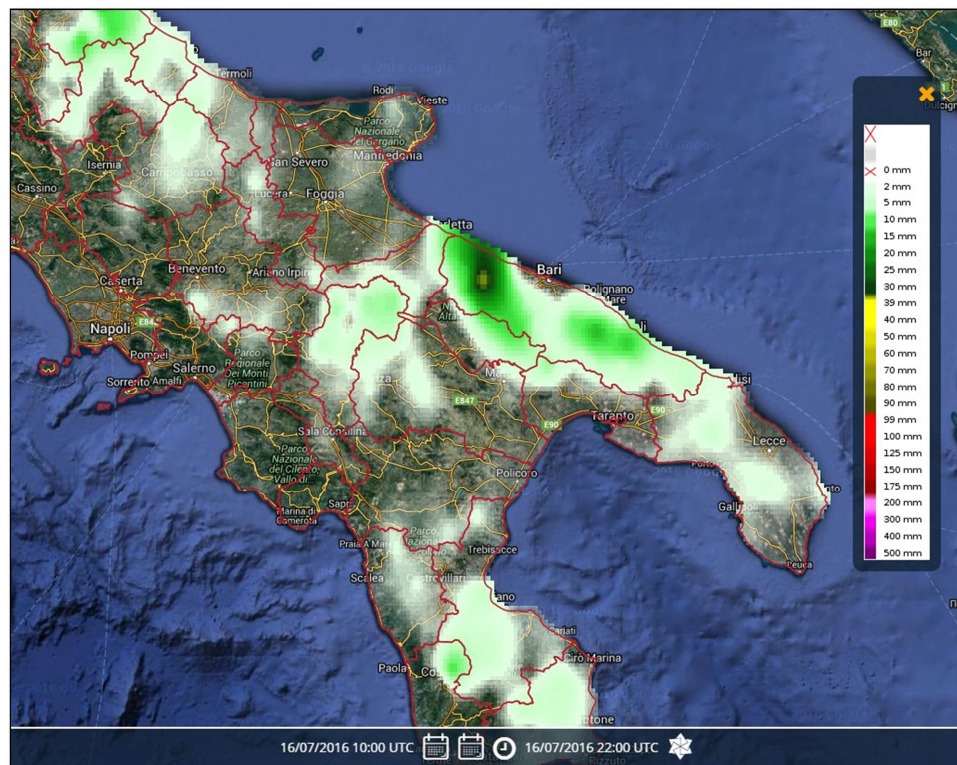 E80
Bar
Termoli
Rodi
Vieste
Parco
Nazionale
del Gargano
Manfredonia
Isernia
Campobasso
San Severo
Cassino
Lucera
Foggia
Benevento
Ariano Irpin
Caserta
Bari
Polignano
Mare
Napoli
E84
Pompei
Salerno
Sorrento
Amalfi
Parco
Regionale
Dei Monti
Picentini
E847
Taranto
E90
E90
Lecce
Sala Consilina
Parco
Nazionale
del Cilento,
Vallo di...
Policoro
Gallipoli
Marina di
Camerota
Sapri
Praia A Mare
Trebisacce
Leuca
Scalea
Castrovillari
Cariati
Cirò Marina
Paola
0 mm
2 mm
5 mm
10 mm
15 mm
20 mm
25 mm
30 mm
39 mm
40 mm
50 mm
60 mm
70 mm
80 mm
90 mm
99 mm
100 mm
125 mm
150 mm
175 mm
200 mm
300 mm
400 mm
500 mm
16/07/2016 10:00 UTC
16/07/2016 22:00 UTC